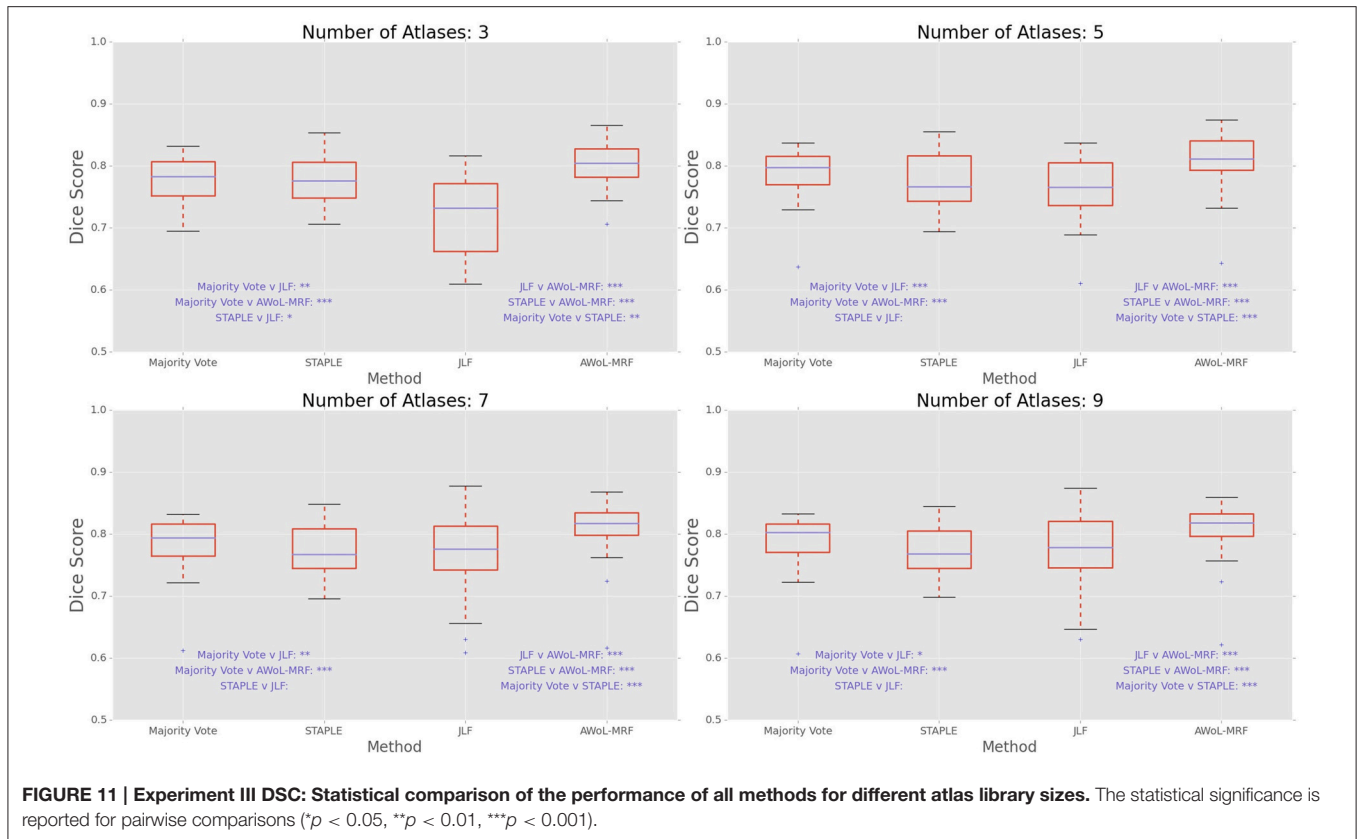 Number of Atlases: 3
1.0
0.9
0.8
0.7
0.6
0.5
Dice Score
Majority Vote v JLF: **
Majority Vote v AWoL-MRF: ***
STAPLE v JLF: *
JLF v AWoL-MRF: ***
STAPLE v AWoL-MRF: ***
Majority Vote v STAPLE: **
Majority Vote STAPLE JLF AWoL-MRF
Method
Number of Atlases: 5
1.0
0.9
0.8
0.7
0.6
0.5
Dice Score
Majority Vote v JLF: ***
Majority Vote v AWoL-MRF: ***
STAPLE v JLF:
JLF v AWoL-MRF: ***
STAPLE v AWoL-MRF: ***
Majority Vote v STAPLE: ***
Majority Vote STAPLE JLF AWoL-MRF
Method
Number of Atlases: 7
1.0
0.9
0.8
0.7
0.6
0.5
Dice Score
Majority Vote v JLF: **
Majority Vote v AWoL-MRF: ***
STAPLE v JLF:
JLF v AWoL-MRF: ***
STAPLE v AWoL-MRF: ***
Majority Vote v STAPLE: ***
Majority Vote STAPLE JLF AWoL-MRF
Method
Number of Atlases: 9
1.0
0.9
0.8
0.7
0.6
0.5
Dice Score
Majority Vote v JLF: *
Majority Vote v AWoL-MRF: ***
STAPLE v JLF:
JLF v AWoL-MRF: ***
STAPLE v AWoL-MRF: ***
Majority Vote v STAPLE: ***
Majority Vote STAPLE JLF AWoL-MRF
Method
FIGURE 11 | Experiment III DSC: Statistical comparison of the performance of all methods for different atlas library sizes. The statistical significance is
reported for pairwise comparisons (*p < 0.05, **p < 0.01, ***p < 0.001).